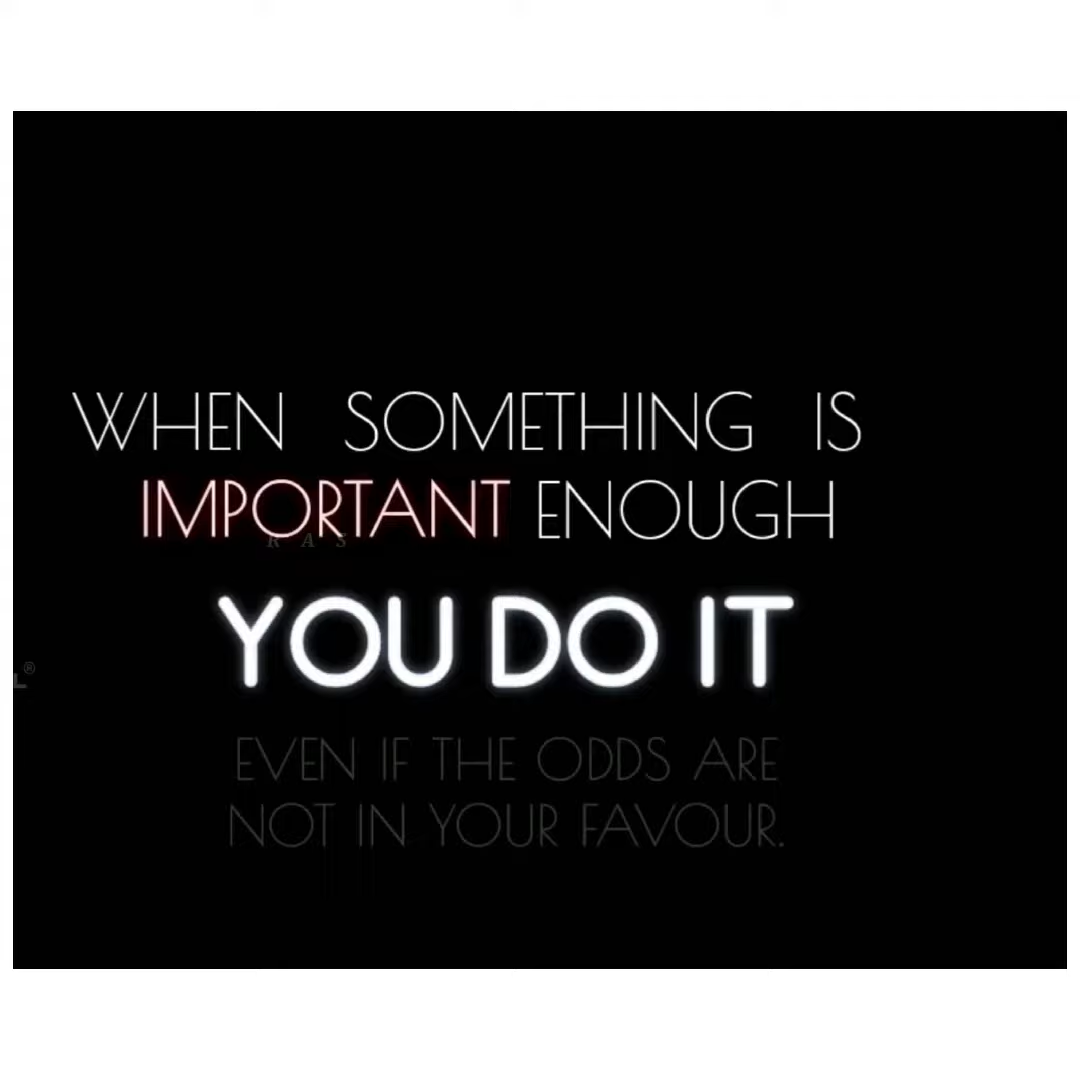 WHEN SOMETHING IS
IMPORTANT ENOUGH
R A S
YOU DO IT
L®
EVEN IF THE ODDS ARE
NOT IN YOUR FAVOUR.